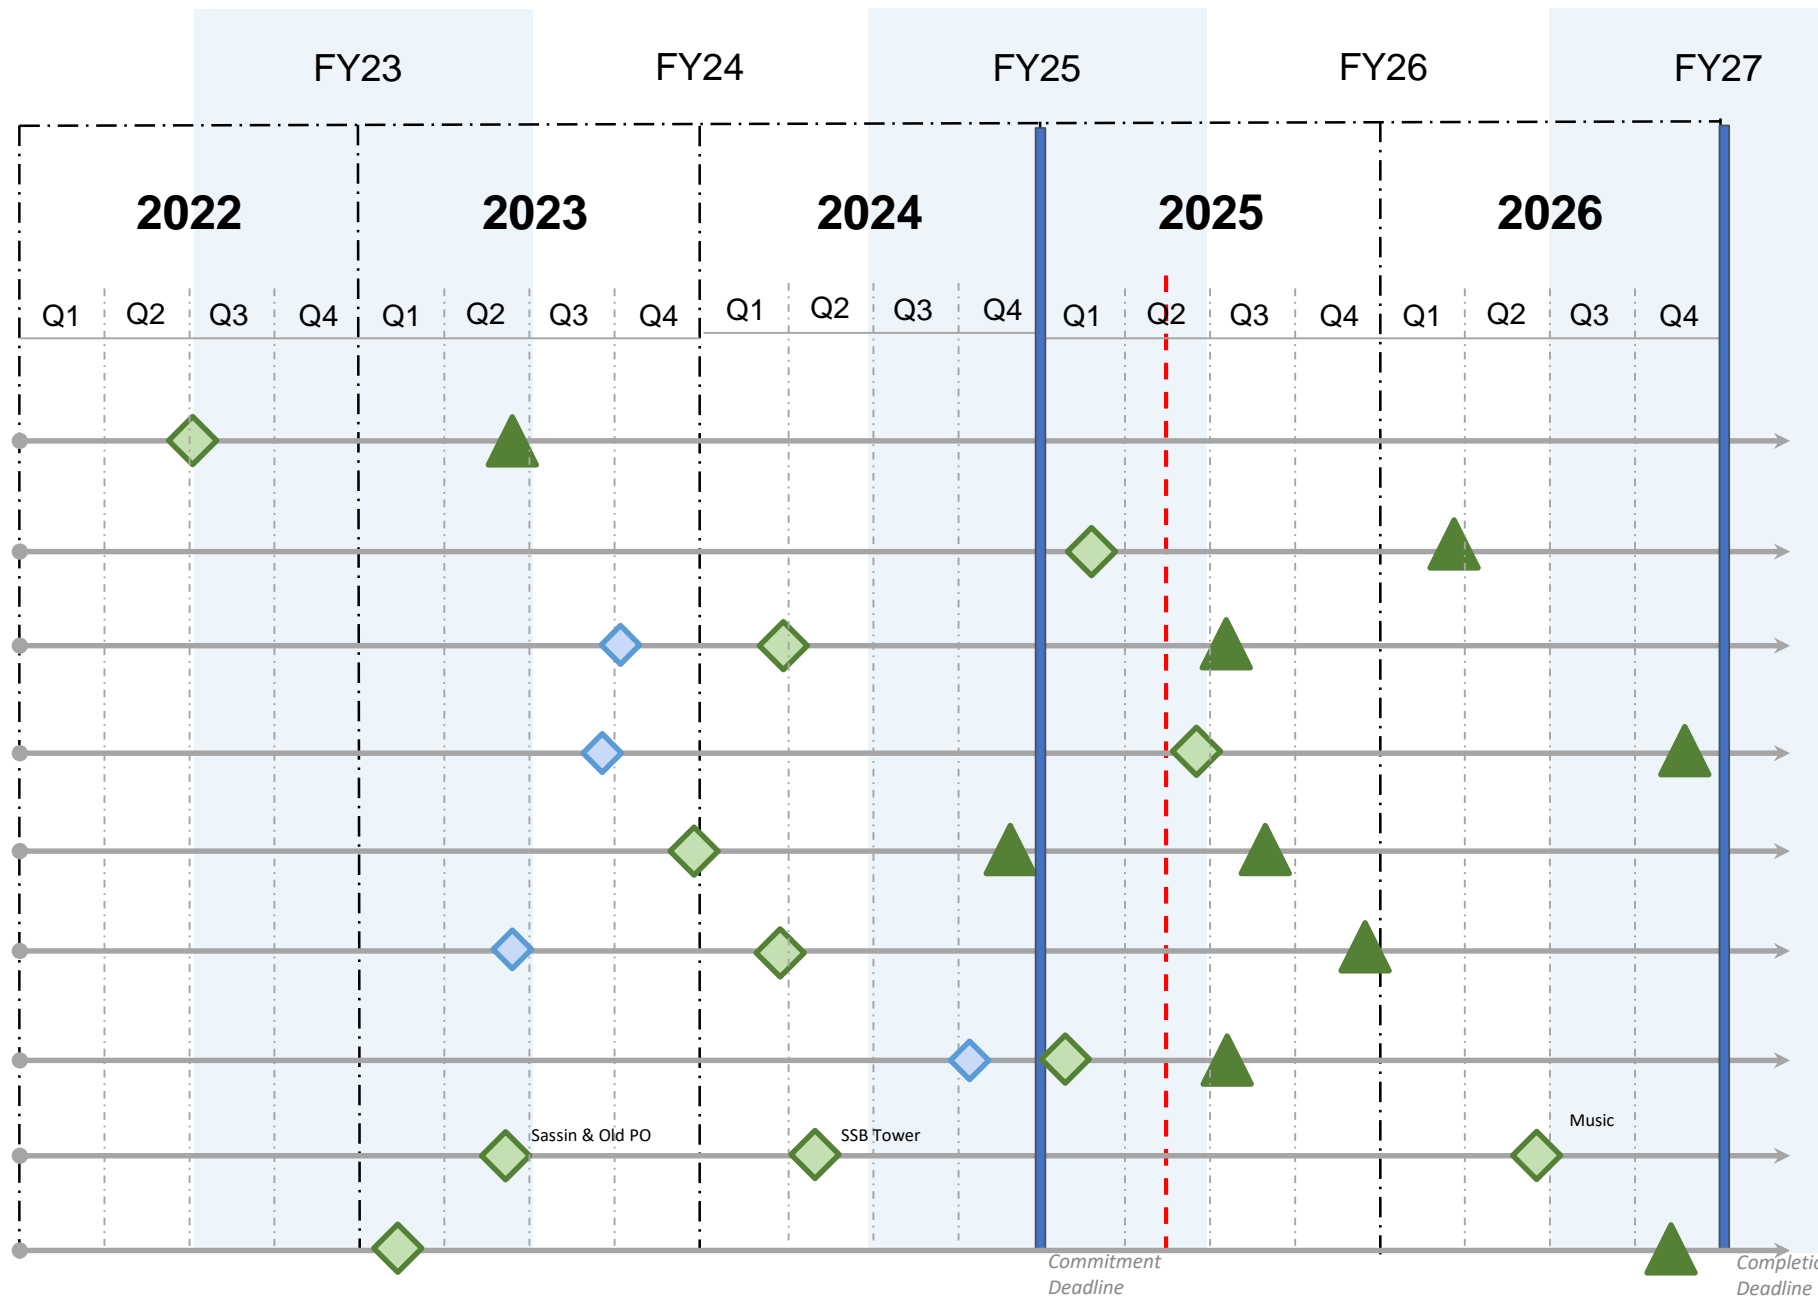 FY23 FY24 FY25 FY26 FY27
2022 2023 2024 2025 2026
Q1 Q2 Q3 Q4 Q1 Q2 Q3 Q4 Q1 Q2 Q3 Q4 Q1 Q2 Q3 Q4 Q1 Q2 Q3 Q4
Sassin & Old PO
SSB Tower
Music
Commitment
Deadline
Completio
Deadline